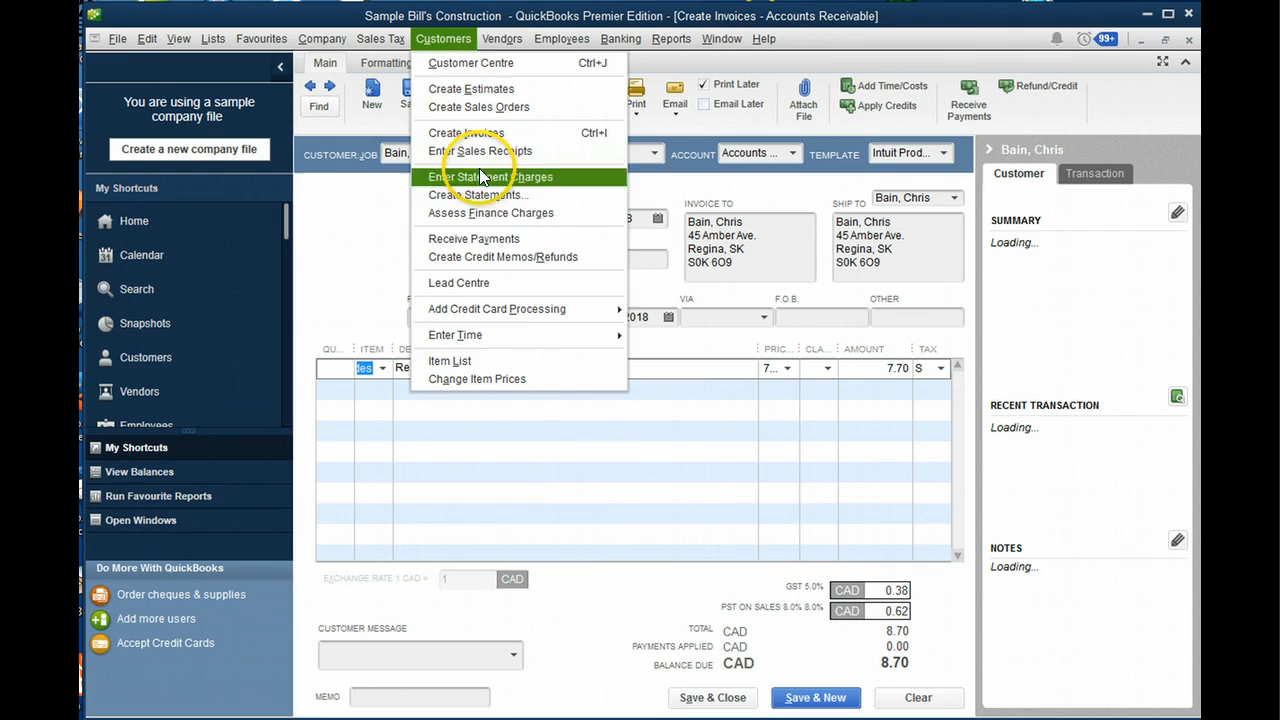 Sample Bill's Construction - QuickBooks Premier Edition - [Create Invoices - Accounts Receivable]
File Edit View Lists Favourites Company Sales Tax Customers Vendors Employees Banking Reports Window Help 99+
You are using a sample company file
Create a new company file
My Shortcuts
Home
Calendar
Search
Snapshots
Customers
Vendors
Employees
My Shortcuts
View Balances
Run Favourite Reports
Open Windows
Do More With QuickBooks
Order cheques & supplies
Add more users
Accept Credit Cards
Main Formatting
Find
New
Customer Centre Ctrl+J
Create Estimates
Create Sales Orders
Create Invoices Ctrl+I
Enter Sales Receipts
Enter Statement Charges
Create Statements...
Assess Finance Charges
Receive Payments
Create Credit Memos/Refunds
Lead Centre
Add Credit Card Processing
Enter Time
Item List
Change Item Prices
Print
Email
Print Later
Email Later
Attach File
Add Time/Costs
Apply Credits
Receive Payments
Refund/Credit
CUSTOMER:JOB Bain, ACCOUNT Accounts ... TEMPLATE Intuit Prod...
INVOICE TO
Bain, Chris
45 Amber Ave.
Regina, SK
S0K 6O9
SHIP TO Bain, Chris
Bain, Chris
45 Amber Ave.
Regina, SK
S0K 6O9
VIA F.O.B. OTHER
2018
QU... ITEM DE PRIC... CLA... AMOUNT TAX
des Re 7... 7.70 S
EXCHANGE RATE 1 CAD = 1 CAD
GST 5.0% CAD 0.38
PST ON SALES 8.0% 8.0% CAD 0.62
TOTAL CAD 8.70
PAYMENTS APPLIED CAD 0.00
BALANCE DUE CAD 8.70
CUSTOMER MESSAGE
MEMO
Save & Close Save & New Clear
Bain, Chris
Customer Transaction
SUMMARY
Loading...
RECENT TRANSACTION
Loading...
NOTES
Loading...